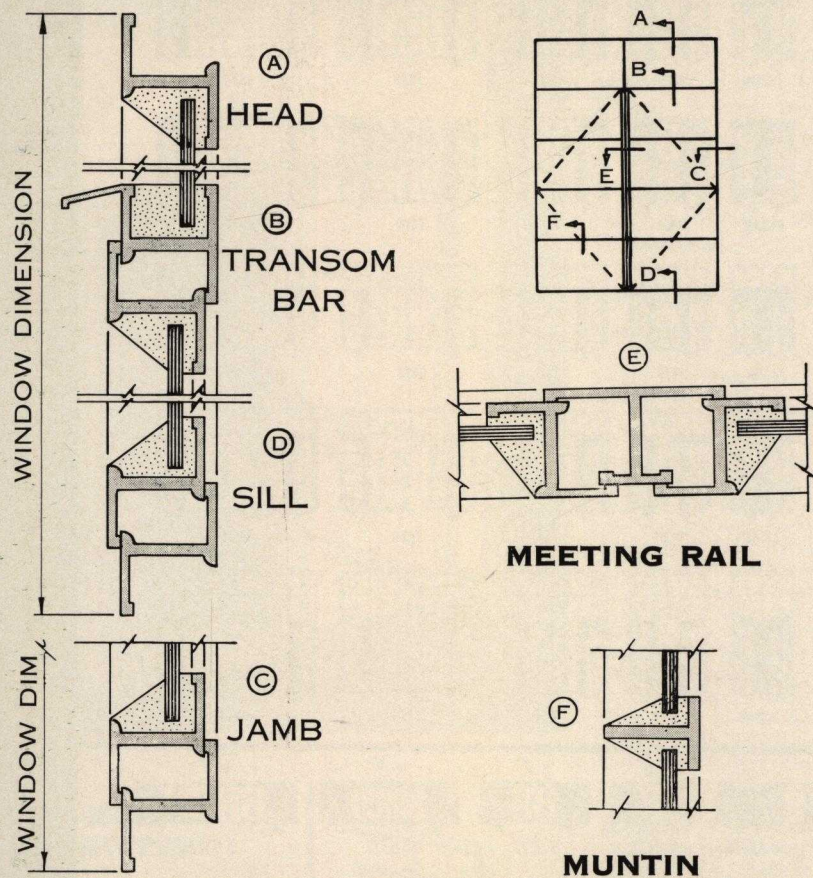 WINDOW DIMENSION
A
HEAD
B
TRANSOM
BAR
D
SILL
WINDOW DIM
C
JAMB
A
B
E
C
F
D
E
MEETING RAIL
F
MUNTIN